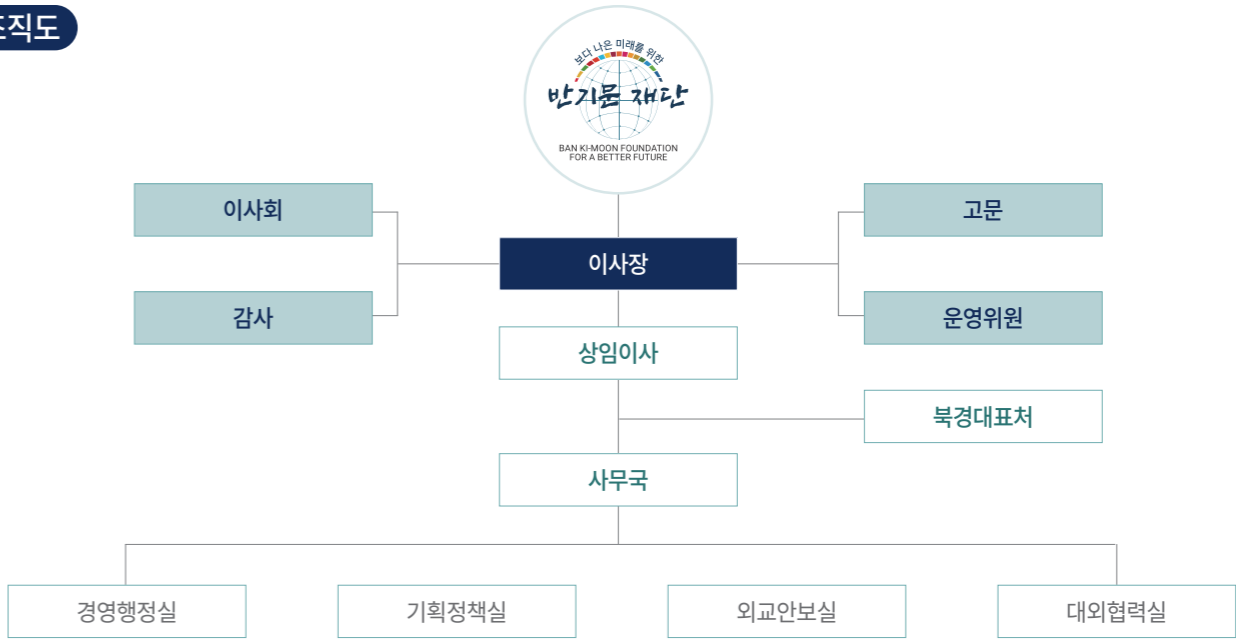 조직도
보다 나은 미래를 위한
반기문 재단
BAN KI-MOON FOUNDATION
FOR A BETTER FUTURE
이사회
고문
이사장
감사
운영위원
상임이사
북경대표처
사무국
경영행정실
기획정책실
외교안보실
대외협력실